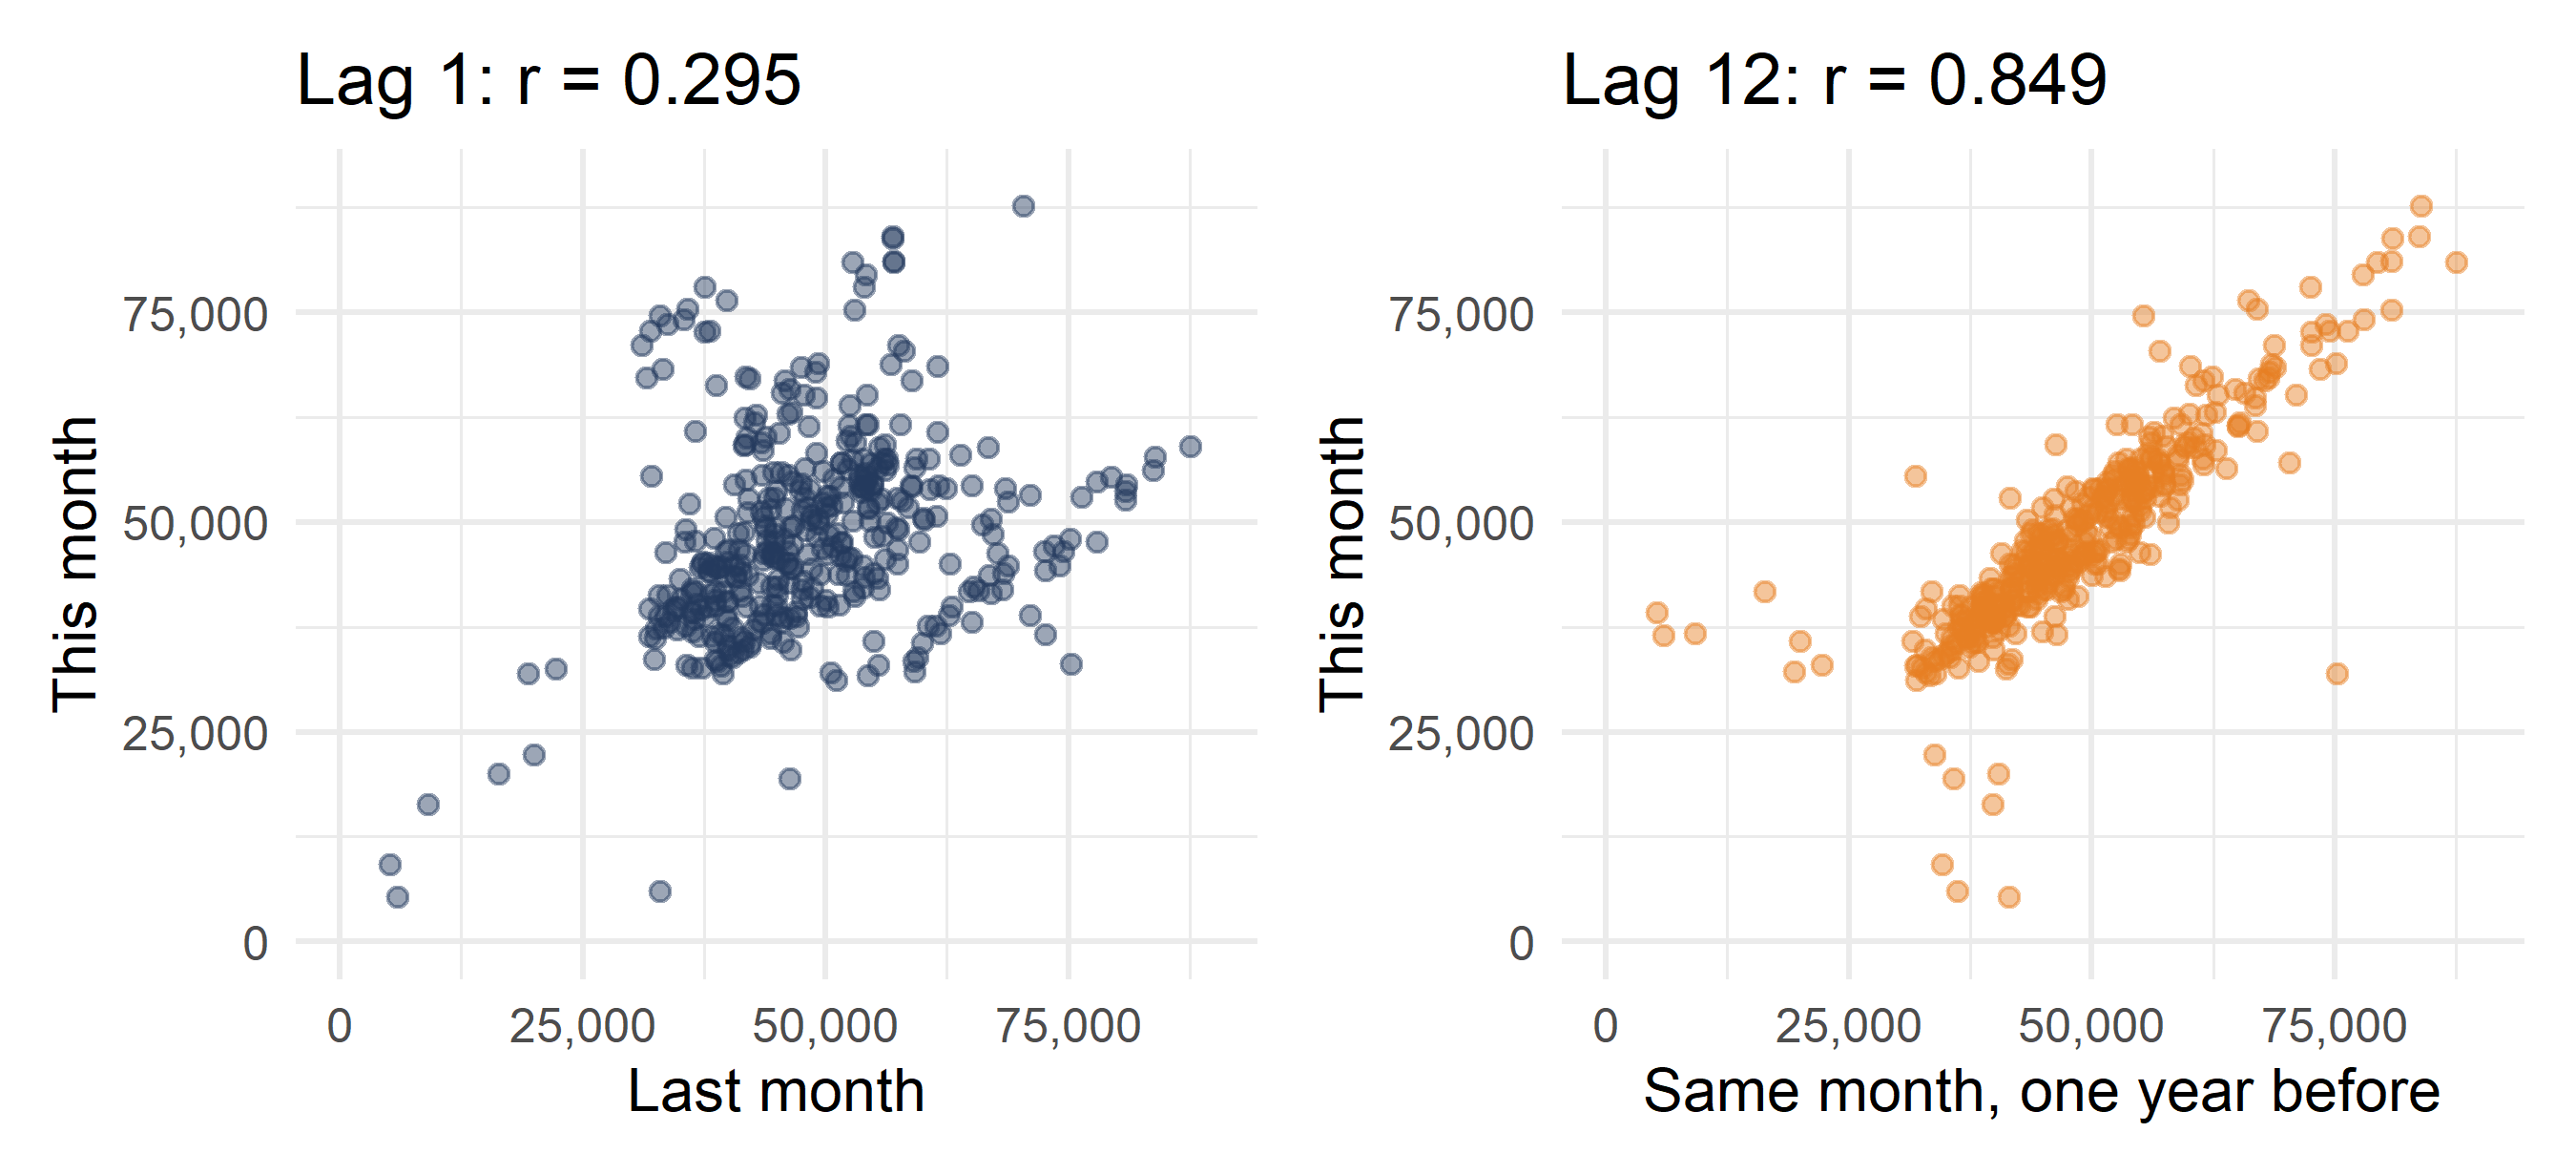 Lag 1: r = 0.295
75,000
50,000
25,000
0
This month
0 25,000 50,000 75,000
Last month
Lag 12: r = 0.849
75,000
50,000
25,000
0
This month
0 25,000 50,000 75,000
Same month, one year before